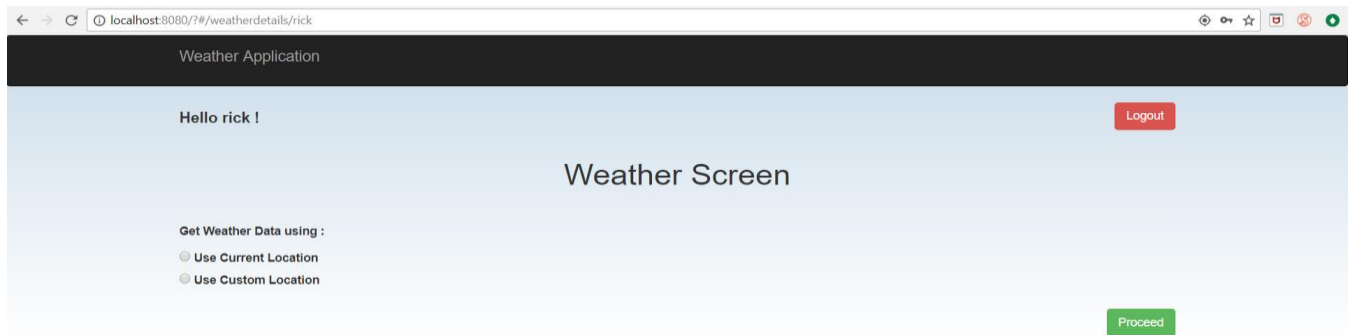 localhost:8080/?#/weatherdetails/rick
Weather Application
Hello rick !
Logout
Weather Screen
Get Weather Data using :
Use Current Location
Use Custom Location
Proceed